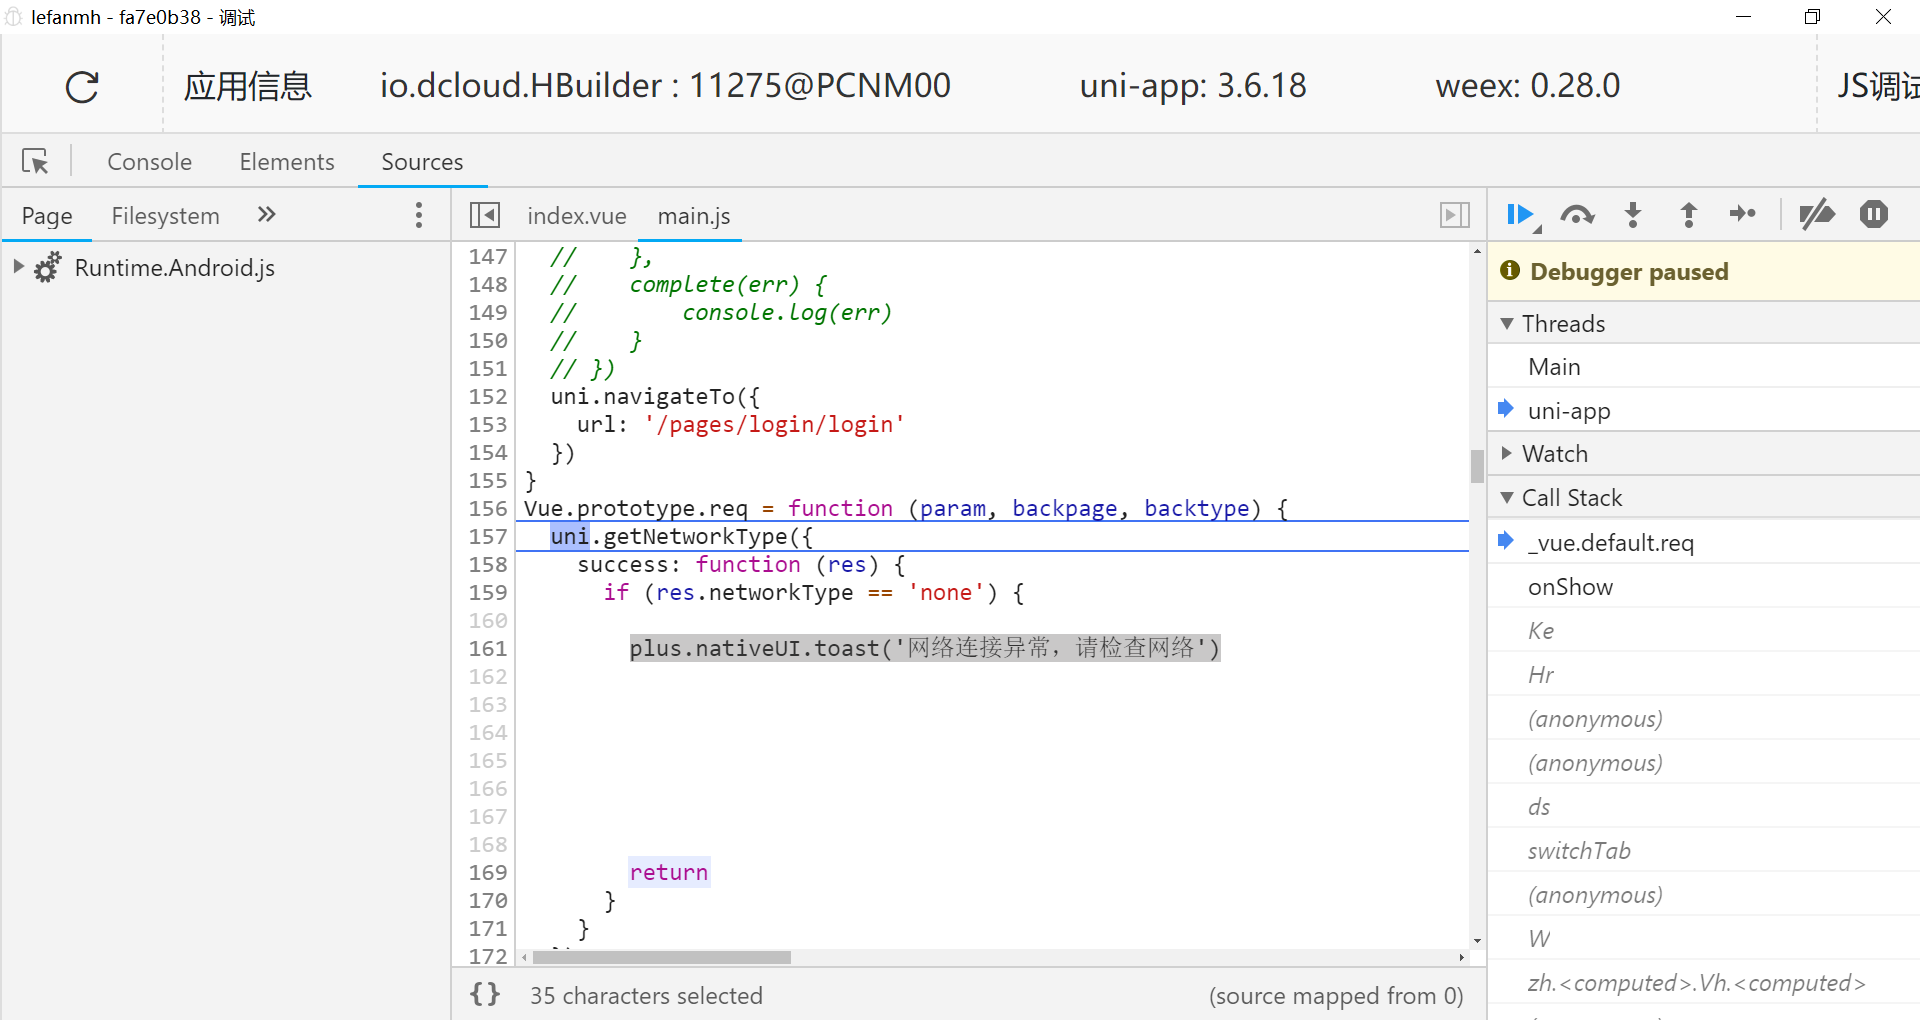 lefanmh - fa7e0b38 - 调试
应用信息 io.dcloud.HBuilder : 11275@PCNM00 uni-app: 3.6.18 weex: 0.28.0 JS调试
Console Elements Sources
Page Filesystem
Runtime.Android.js
index.vue main.js
147 // },
148 // complete(err) {
149 // console.log(err)
150 // }
151 // })
152 uni.navigateTo({
153 url: '/pages/login/login'
154 })
155 }
156 Vue.prototype.req = function (param, backpage, backtype) {
157 uni.getNetworkType({
158 success: function (res) {
159 if (res.networkType == 'none') {
160
161 plus.nativeUI.toast('网络连接异常，请检查网络')
162
163
164
165
166
167
168
169 return
170 }
171 }
172
{} 35 characters selected (source mapped from 0)
Debugger paused
Threads
Main
uni-app
Watch
Call Stack
_vue.default.req
onShow
Ke
Hr
(anonymous)
(anonymous)
ds
switchTab
(anonymous)
W
zh.<computed>.Vh.<computed>